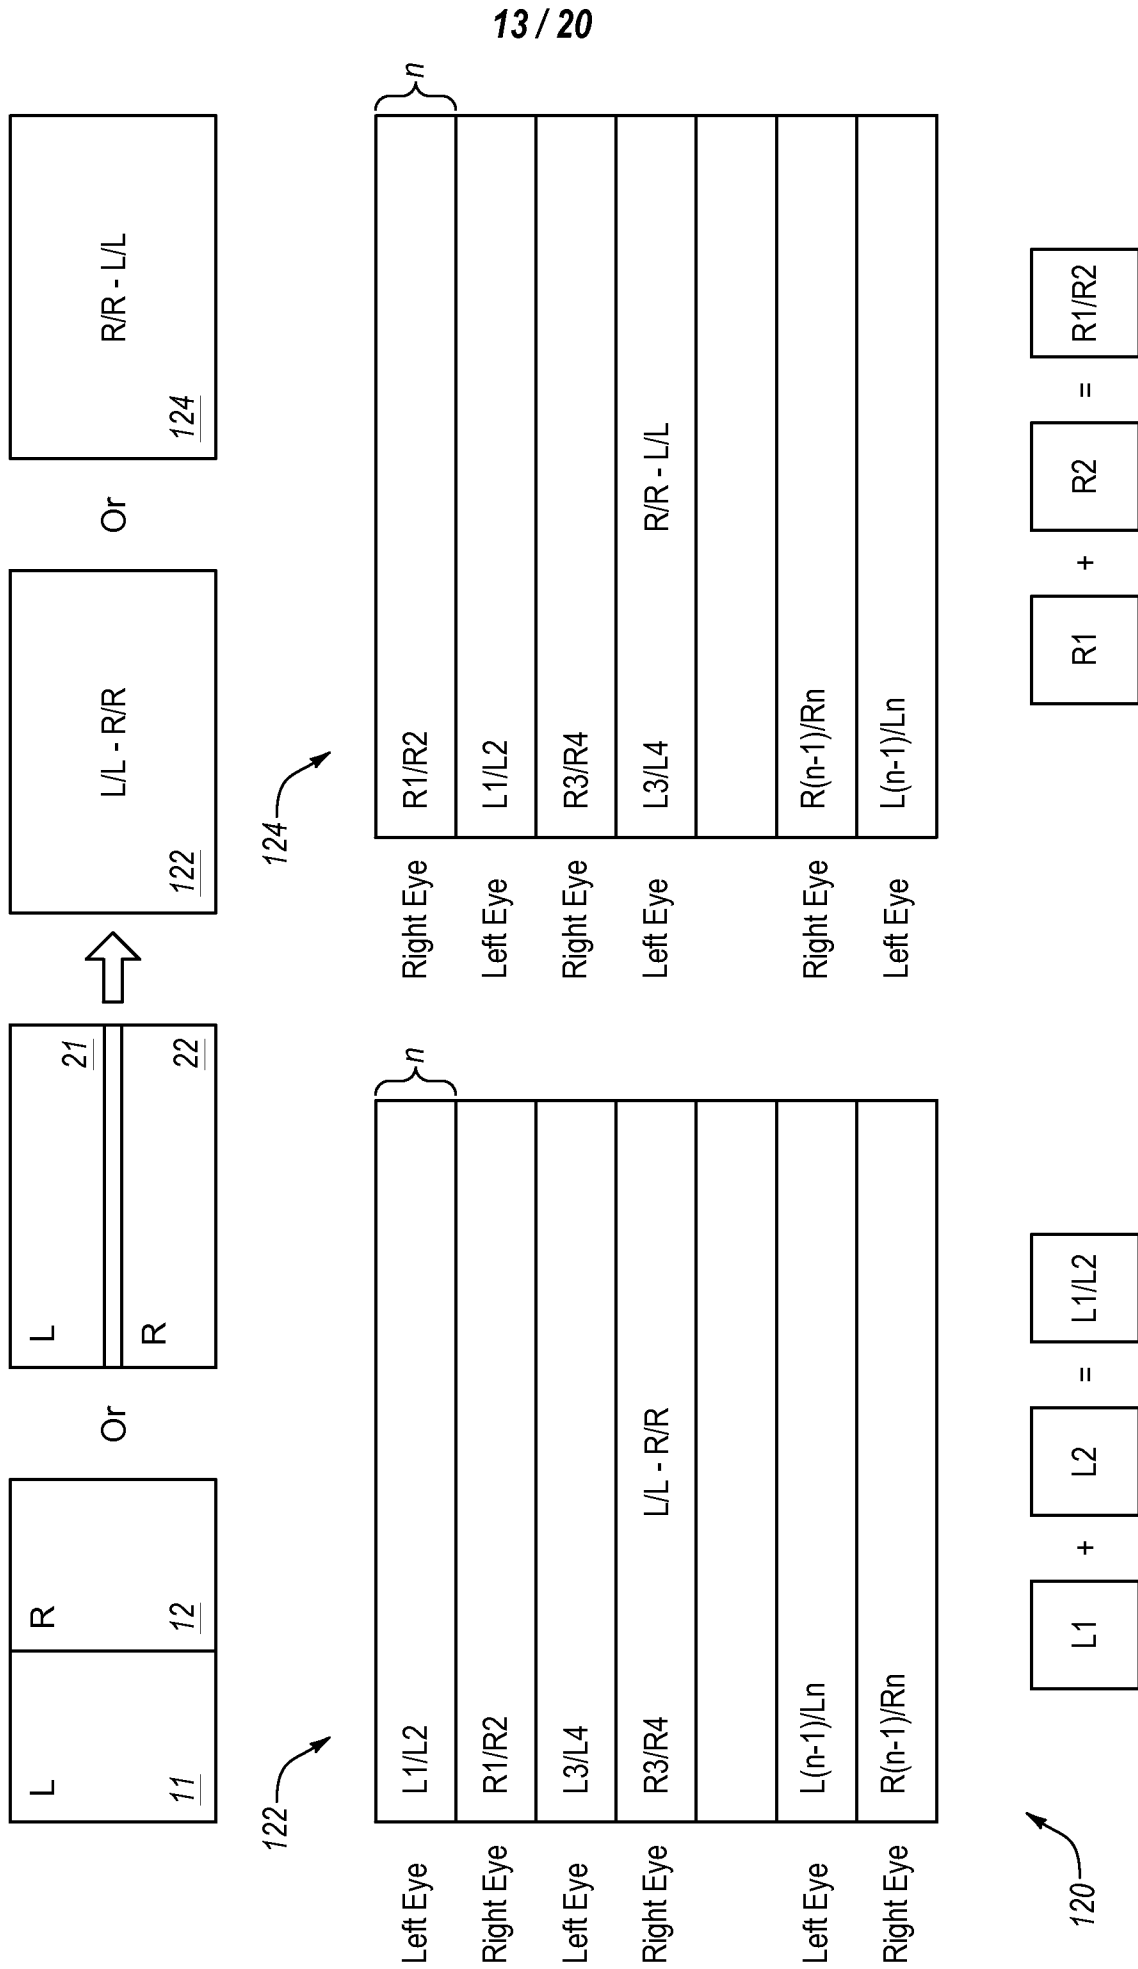 13 / 20
L
11
R
12
Or
L
21
R
22
L/L - R/R
122
Or
R/R - L/L
124
122
n
Left Eye L1/L2
Right Eye R1/R2
Left Eye L3/L4
Right Eye R3/R4 L/L - R/R
Left Eye L(n-1)/Ln
Right Eye R(n-1)/Rn
124
n
Right Eye R1/R2
Left Eye L1/L2
Right Eye R3/R4
Left Eye L3/L4 R/R - L/L
Right Eye R(n-1)/Rn
Left Eye L(n-1)/Ln
120
L1 + L2 = L1/L2
R1 + R2 = R1/R2